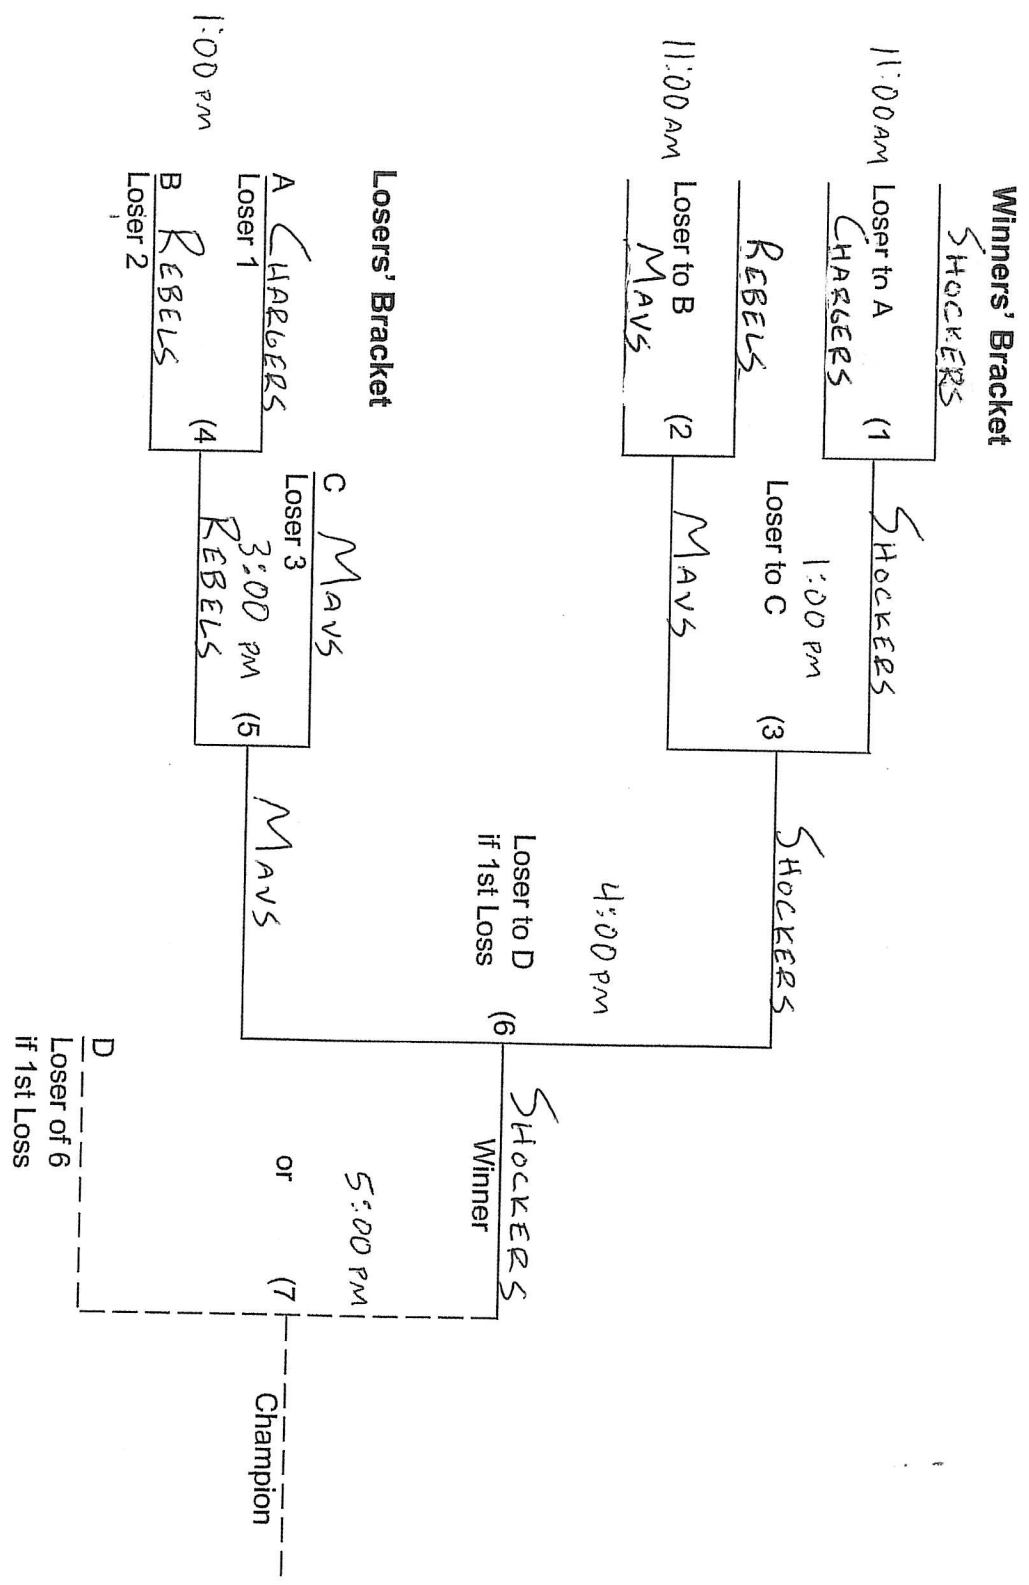 Winners' Bracket
SHOCKERS
11:00 AM Loser to A (1
CHARGERS
SHOCKERS
1:00 PM
Loser to C (3
REBELS
11:00 AM Loser to B (2
MAVS
MAVS
SHOCKERS
4:00 PM
Loser to D (6
if 1st Loss
SHOCKERS
Winner
Losers' Bracket
C MAVS
Loser 3
3:00 PM (5
A CHARGERS
Loser 1
1:00 PM (4
B REBELS
Loser 2
REBELS
MAVS
5:00 PM
or (7
Champion
D
Loser of 6
if 1st Loss